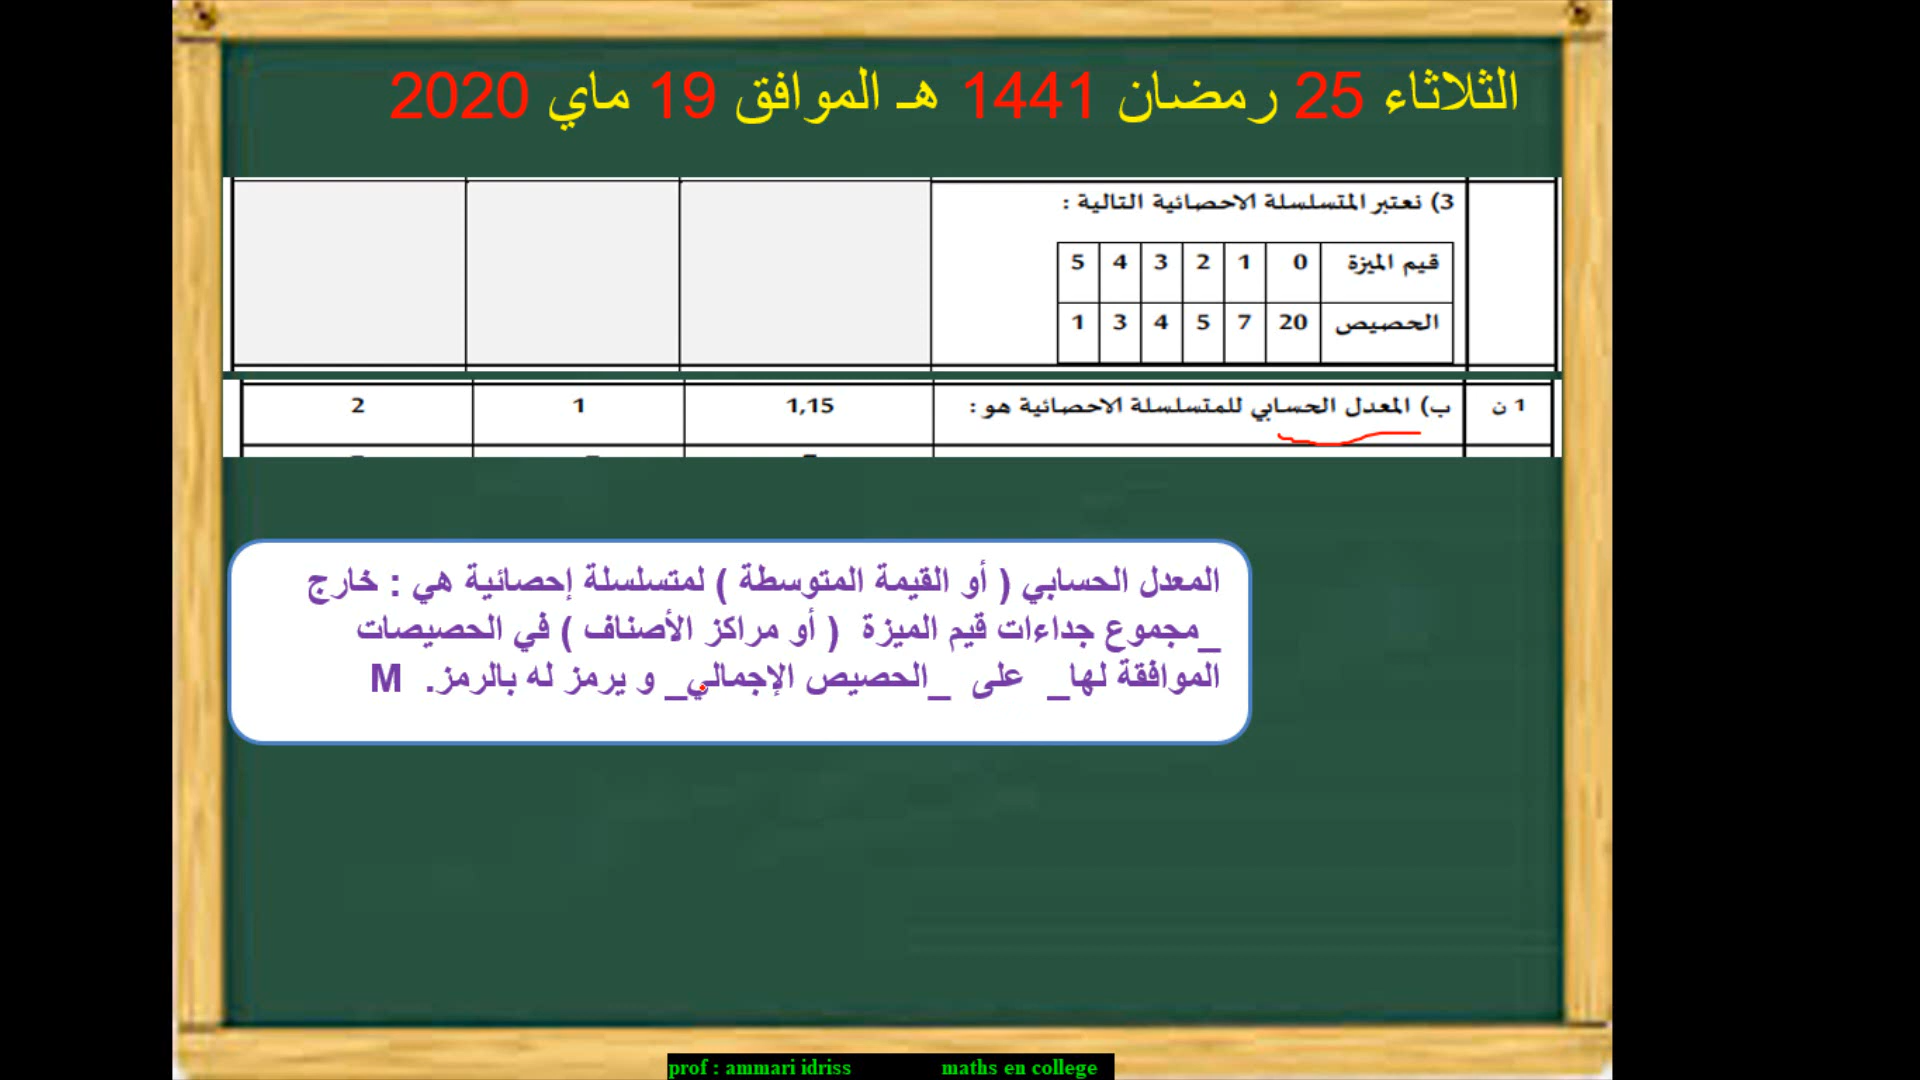 الثلاثاء 25 رمضان 1441 هـ الموافق 19 ماي 2020
3) نعتبر المتسلسلة الاحصائية التالية :
قيم الميزة 0 1 2 3 4 5
الحصيص 20 7 5 4 3 1
1 ن ب) المعدل الحسابي للمتسلسلة الاحصائية هو : 1,15 1 2
المعدل الحسابي ( أو القيمة المتوسطة ) لمتسلسلة إحصائية هي : خارج
_مجموع جداءات قيم الميزة ( أو مراكز الأصناف ) في الحصيصات
الموافقة لها_ على _الحصيص الإجمالي_ و يرمز له بالرمز. M
prof : ammari idriss maths en college